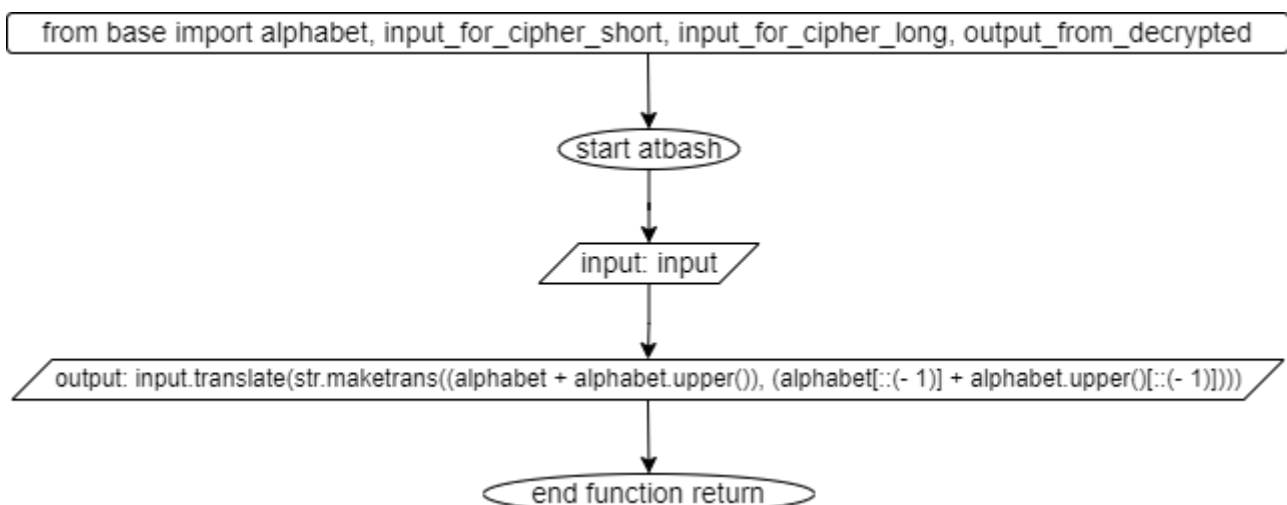 from base import alphabet, input_for_cipher_short, input_for_cipher_long, output_from_decrypted
start atbash
input: input
output: input.translate(str.maketrans((alphabet + alphabet.upper()), (alphabet[::(- 1)] + alphabet.upper()[::(- 1)])))
end function return